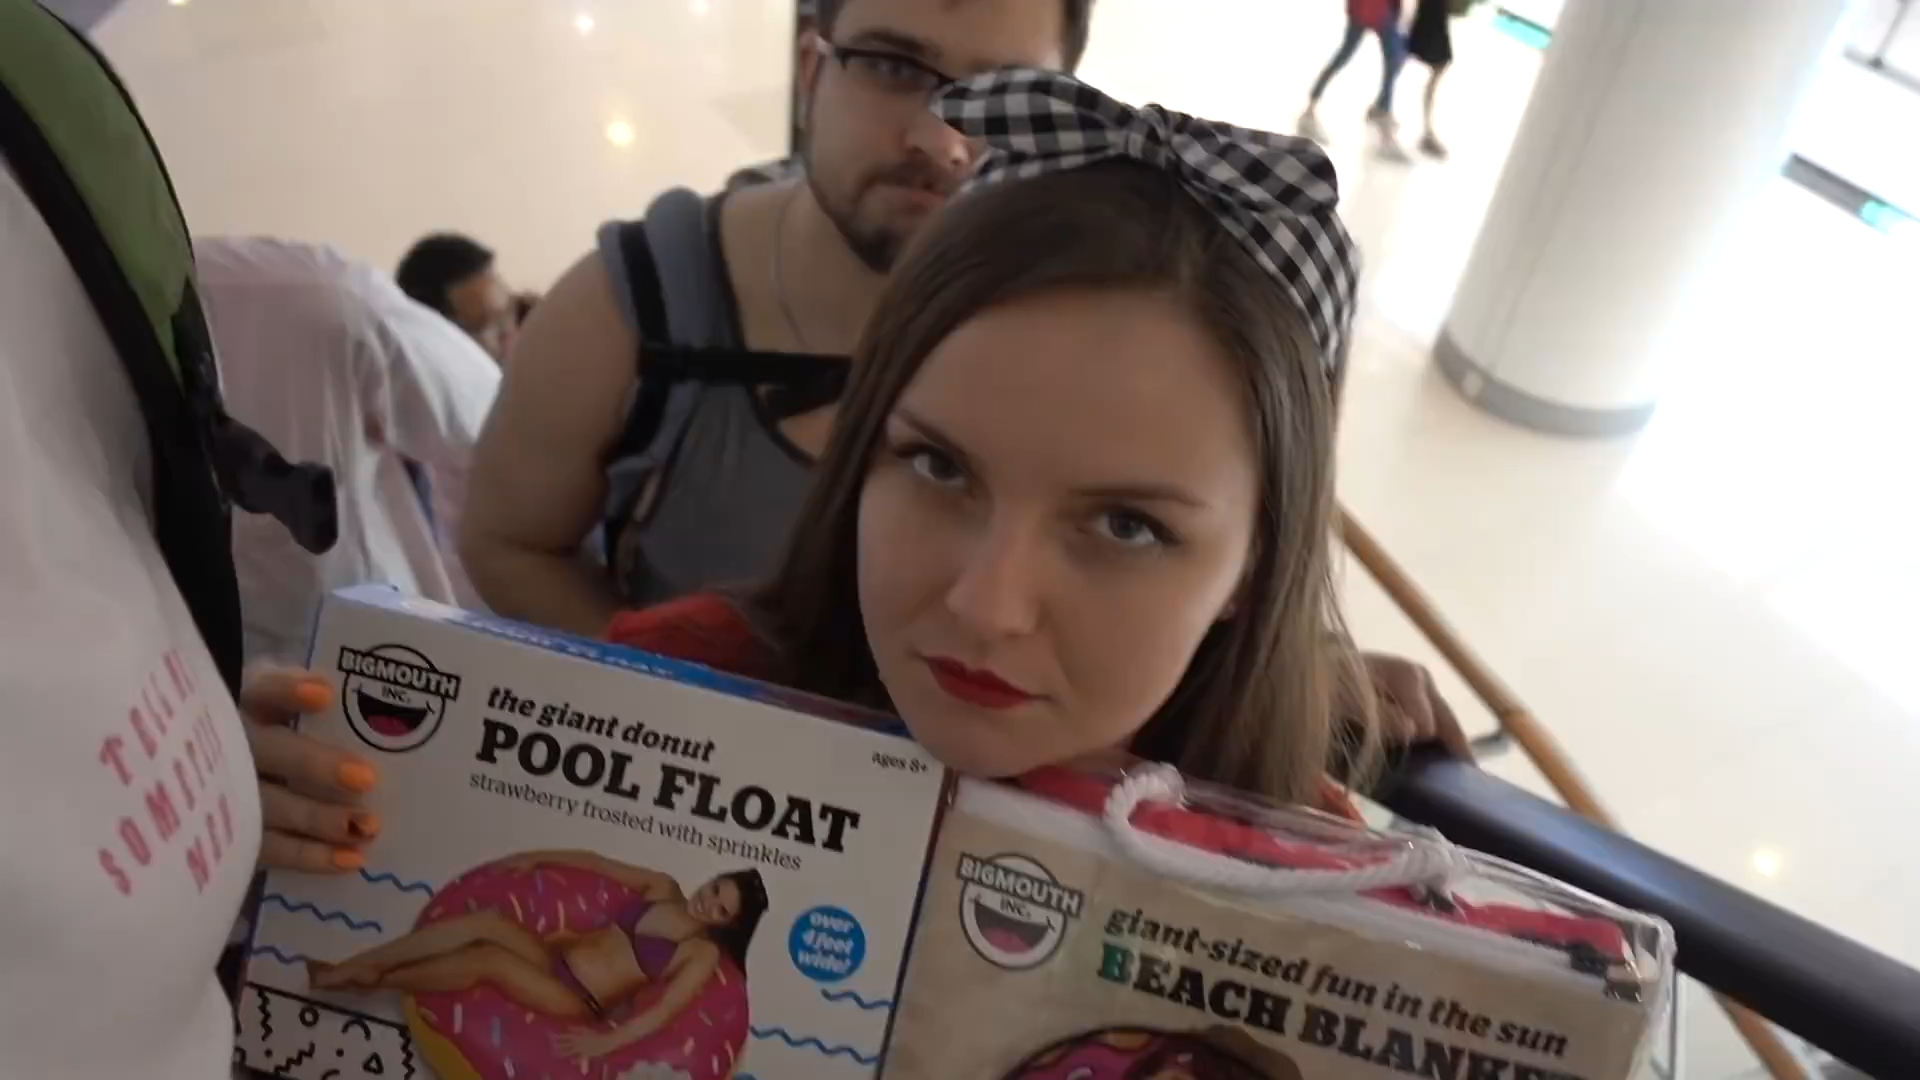 BIGMOUTH
INC.
the giant donut
POOL FLOAT
strawberry frosted with sprinkles
ages 8+
over
4 feet
wide!
BIGMOUTH
INC.
giant-sized fun in the sun
BEACH BLANKET